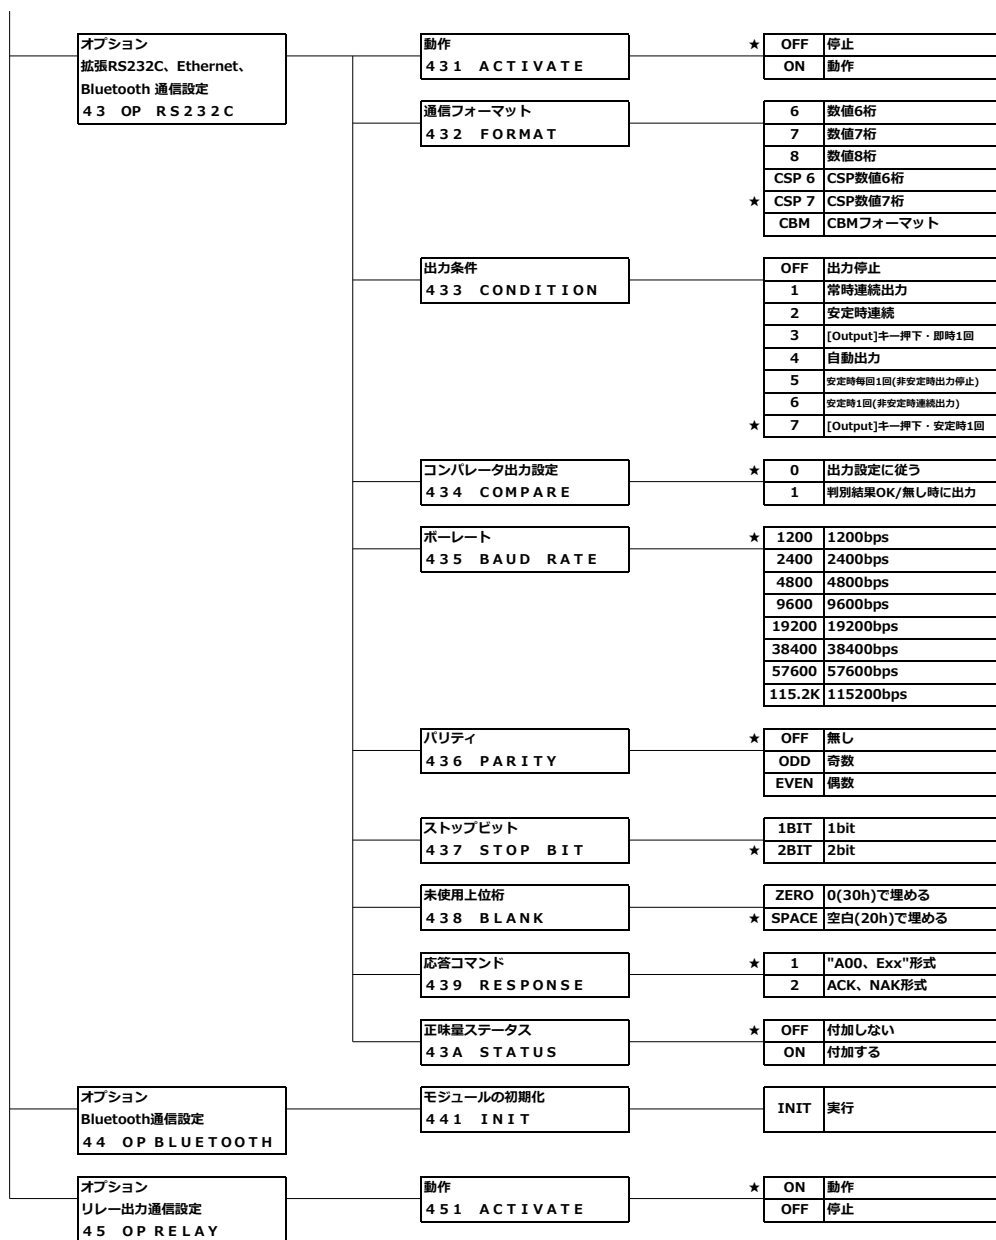 オプション
拡張RS232C、Ethernet、
Bluetooth 通信設定
43 OP RS232C
動作
431 ACTIVATE
★ OFF 停止
ON 動作
通信フォーマット
432 FORMAT
6 数値6桁
7 数値7桁
8 数値8桁
CSP 6 CSP数値6桁
★ CSP 7 CSP数値7桁
CBM CBMフォーマット
出力条件
433 CONDITION
OFF 出力停止
1 常時連続出力
2 安定時連続
3 [Output]キー押下・即時1回
4 自動出力
5 安定時毎回1回(非安定時出力停止)
6 安定時1回(非安定時連続出力)
★ 7 [Output]キー押下・安定時1回
コンパレータ出力設定
434 COMPARE
★ 0 出力設定に従う
1 判別結果OK/無し時に出力
ボーレート
435 BAUD RATE
★ 1200 1200bps
2400 2400bps
4800 4800bps
9600 9600bps
19200 19200bps
38400 38400bps
57600 57600bps
115.2K 115200bps
パリティ
436 PARITY
★ OFF 無し
ODD 奇数
EVEN 偶数
ストップビット
437 STOP BIT
1BIT 1bit
★ 2BIT 2bit
未使用上位桁
438 BLANK
ZERO 0(30h)で埋める
★ SPACE 空白(20h)で埋める
応答コマンド
439 RESPONSE
★ 1 "A00、Exx"形式
2 ACK、NAK形式
正味量ステータス
43A STATUS
★ OFF 付加しない
ON 付加する
オプション
Bluetooth通信設定
44 OP BLUETOOTH
モジュールの初期化
441 INIT
INIT 実行
オプション
リレー出力通信設定
45 OP RELAY
動作
451 ACTIVATE
★ ON 動作
OFF 停止